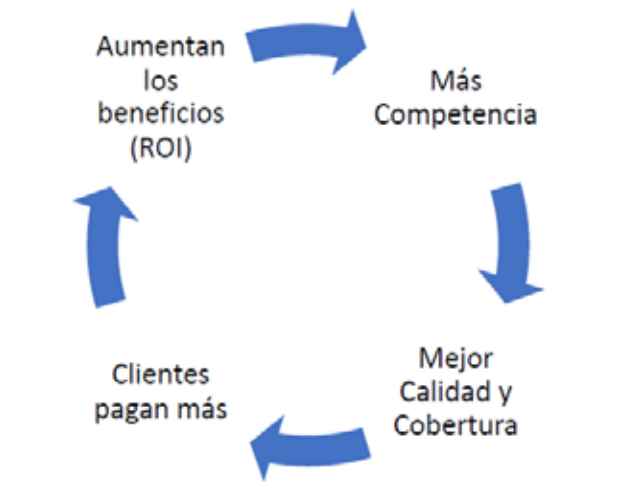 Aumentan
los
beneficios
(ROI)
Más
Competencia
Mejor
Calidad y
Cobertura
Clientes
pagan más